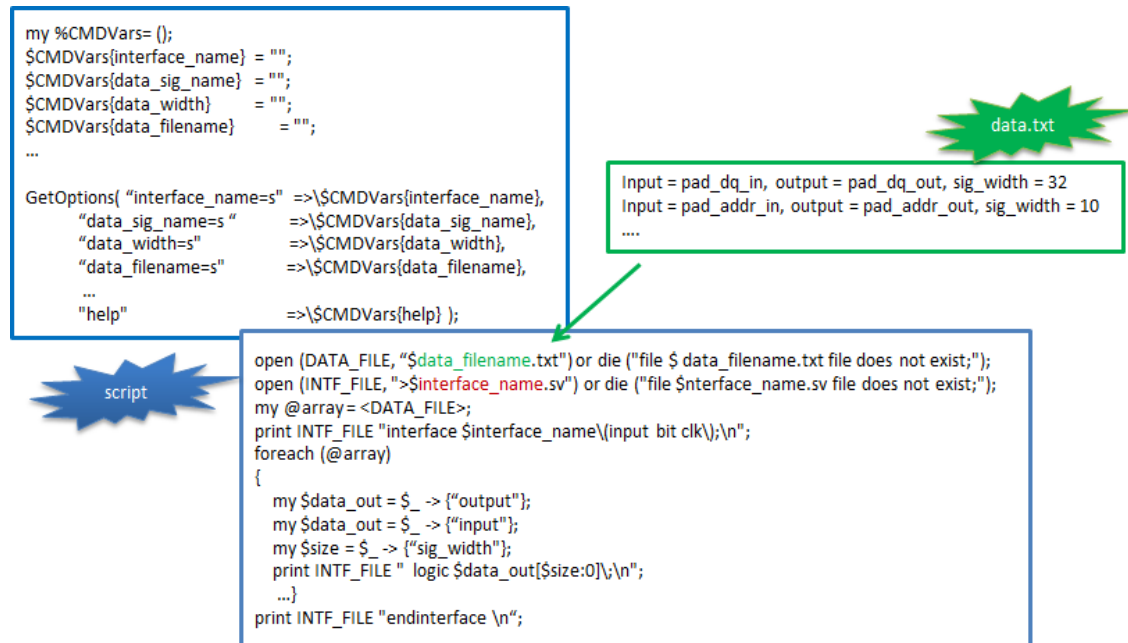 my %CMDVars= ();
$CMDVars{interface_name} = "";
$CMDVars{data_sig_name} = "";
$CMDVars{data_width} = "";
$CMDVars{data_filename} = "";
...
GetOptions( “interface_name=s" =>\$CMDVars{interface_name},
“data_sig_name=s “ =>\$CMDVars{data_sig_name},
“data_width=s" =>\$CMDVars{data_width},
“data_filename=s" =>\$CMDVars{data_filename},
...
"help" =>\$CMDVars{help} );
data.txt
Input = pad_dq_in, output = pad_dq_out, sig_width = 32
Input = pad_addr_in, output = pad_addr_out, sig_width = 10
....
script
open (DATA_FILE, “$data_filename.txt") or die ("file $ data_filename.txt file does not exist;");
open (INTF_FILE, ">$interface_name.sv") or die ("file $nterface_name.sv file does not exist;");
my @array = <DATA_FILE>;
print INTF_FILE "interface $interface_name\(input bit clk\);\n";
foreach (@array)
{
my $data_out = $_ -> {“output"};
my $data_out = $_ -> {“input"};
my $size = $_ -> {“sig_width"};
print INTF_FILE " logic $data_out[$size:0]\;\n";
...}
print INTF_FILE "endinterface \n“;